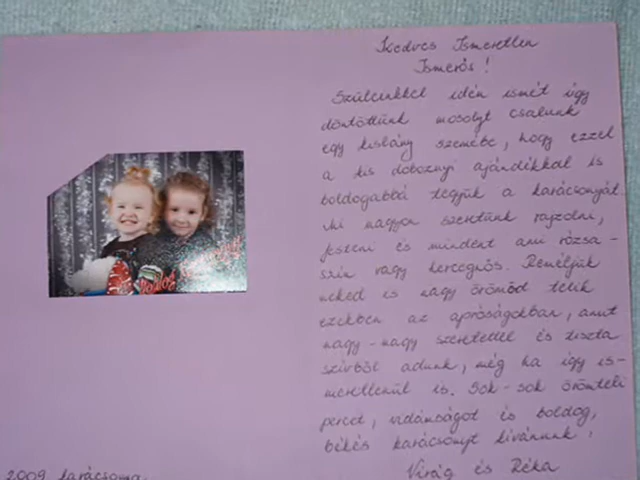 Kedves Ismeretlen
Ismerős!
Szüleinkkel idén ismét úgy
döntöttünk mosolyt csalunk
egy kislány szemébe, hogy ezzel
a kis doboznyi ajándékkal is
boldogabbá tegyük a karácsonyát.
Mi nagyon szeretünk rajzolni,
festeni és mindent ami rózsa-
szín vagy hercegnős. Reméljük
neked is nagy örömöd telik
ezekben az apróságokban, amit
nagy-nagy szeretettel és tiszta
szívből adunk, még ha így is-
meretlenül is. Sok-sok örömteli
percet, vidámságot és boldog,
békés karácsonyt kívánunk!
Virág és Réka
2009 karácsonya.
Boldog